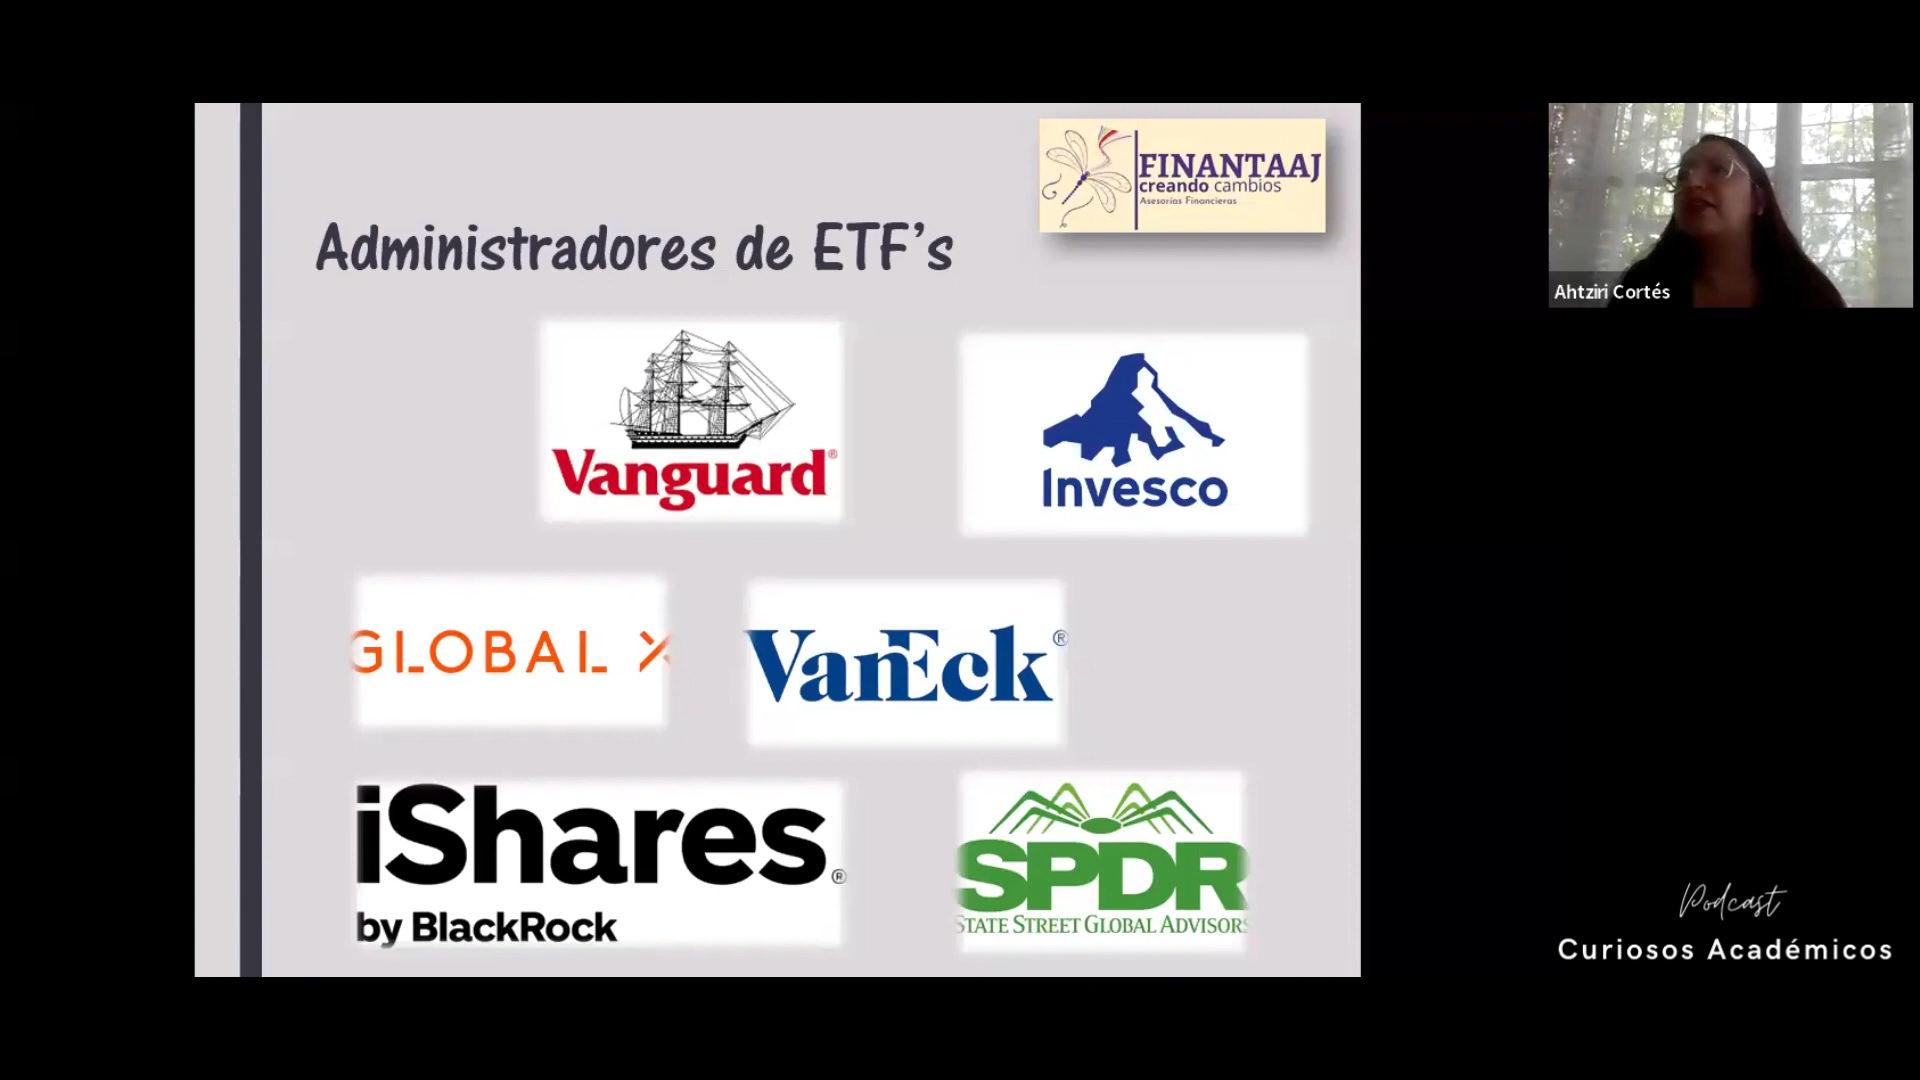 FINANTAAJ
creando cambios
Asesorías Financieras
Administradores de ETF's
Vanguard®
Invesco
GLOBAL X
VanEck®
iShares®
by BlackRock
SPDR
STATE STREET GLOBAL ADVISORS
Ahtziri Cortés
Podcast
Curiosos Académicos